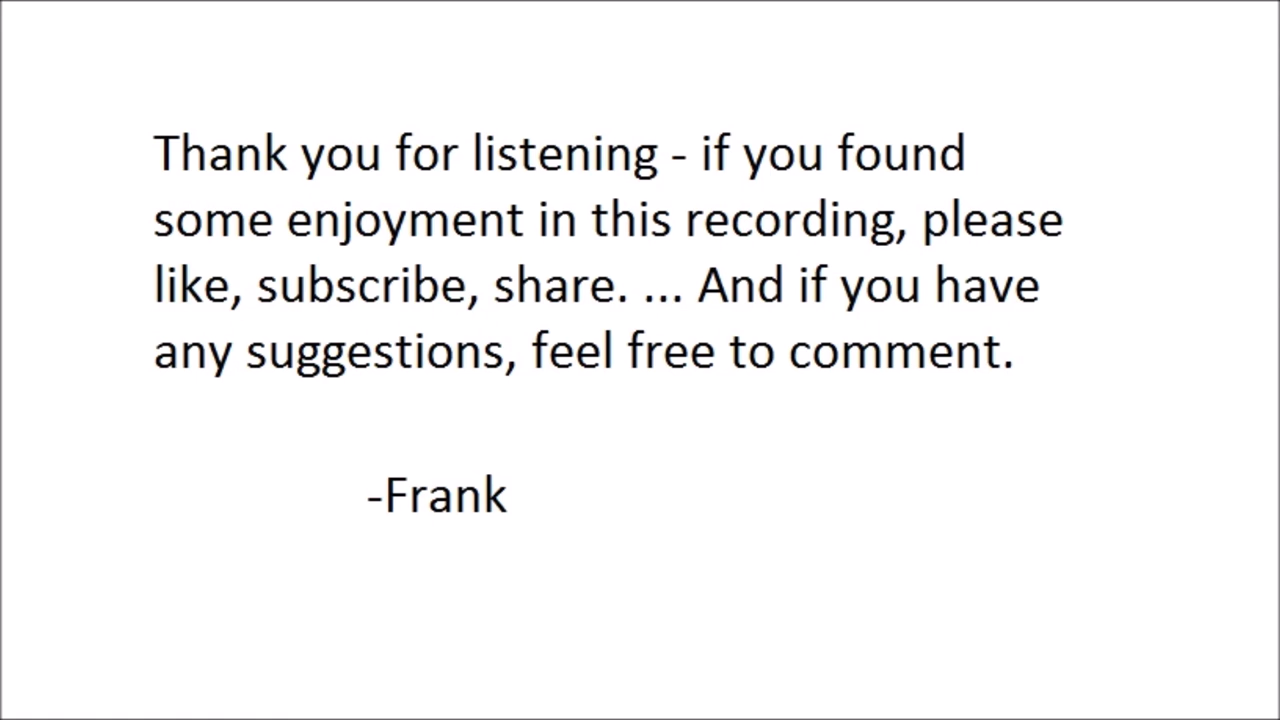 Thank you for listening - if you found
some enjoyment in this recording, please
like, subscribe, share. ... And if you have
any suggestions, feel free to comment.
-Frank